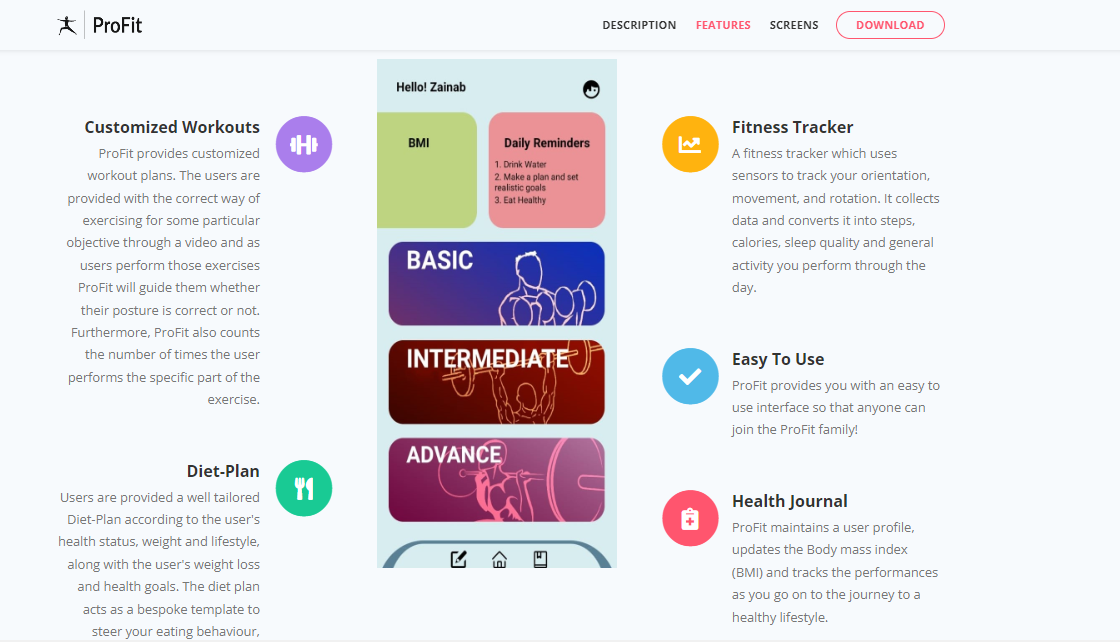 ProFit
DESCRIPTION
FEATURES
SCREENS
DOWNLOAD
Customized Workouts
ProFit provides customized
workout plans. The users are
provided with the correct way of
exercising for some particular
objective through a video and as
users perform those exercises
ProFit will guide them whether
their posture is correct or not.
Furthermore, ProFit also counts
the number of times the user
performs the specific part of the
exercise.
Diet-Plan
Users are provided a well tailored
Diet-Plan according to the user's
health status, weight and lifestyle,
along with the user's weight loss
and health goals. The diet plan
acts as a bespoke template to
steer your eating behaviour,
Hello! Zainab
BMI
Daily Reminders
1. Drink Water
2. Make a plan and set
realistic goals
3. Eat Healthy
BASIC
INTERMEDIATE
ADVANCE
Fitness Tracker
A fitness tracker which uses
sensors to track your orientation,
movement, and rotation. It collects
data and converts it into steps,
calories, sleep quality and general
activity you perform through the
day.
Easy To Use
ProFit provides you with an easy to
use interface so that anyone can
join the ProFit family!
Health Journal
ProFit maintains a user profile,
updates the Body mass index
(BMI) and tracks the performances
as you go on to the journey to a
healthy lifestyle.